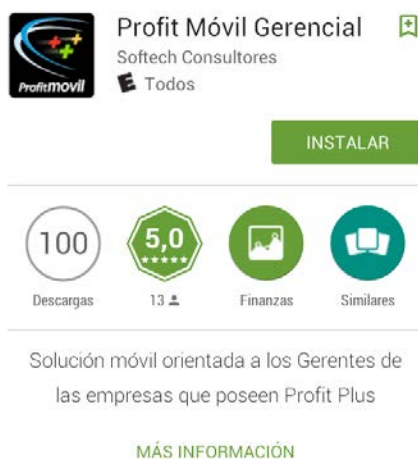 Profit Móvil Gerencial
Softech Consultores
E Todos
Profitmovil
INSTALAR
100
5,0
Descargas
13
Finanzas
Similares
Solución móvil orientada a los Gerentes de
las empresas que poseen Profit Plus
MÁS INFORMACIÓN